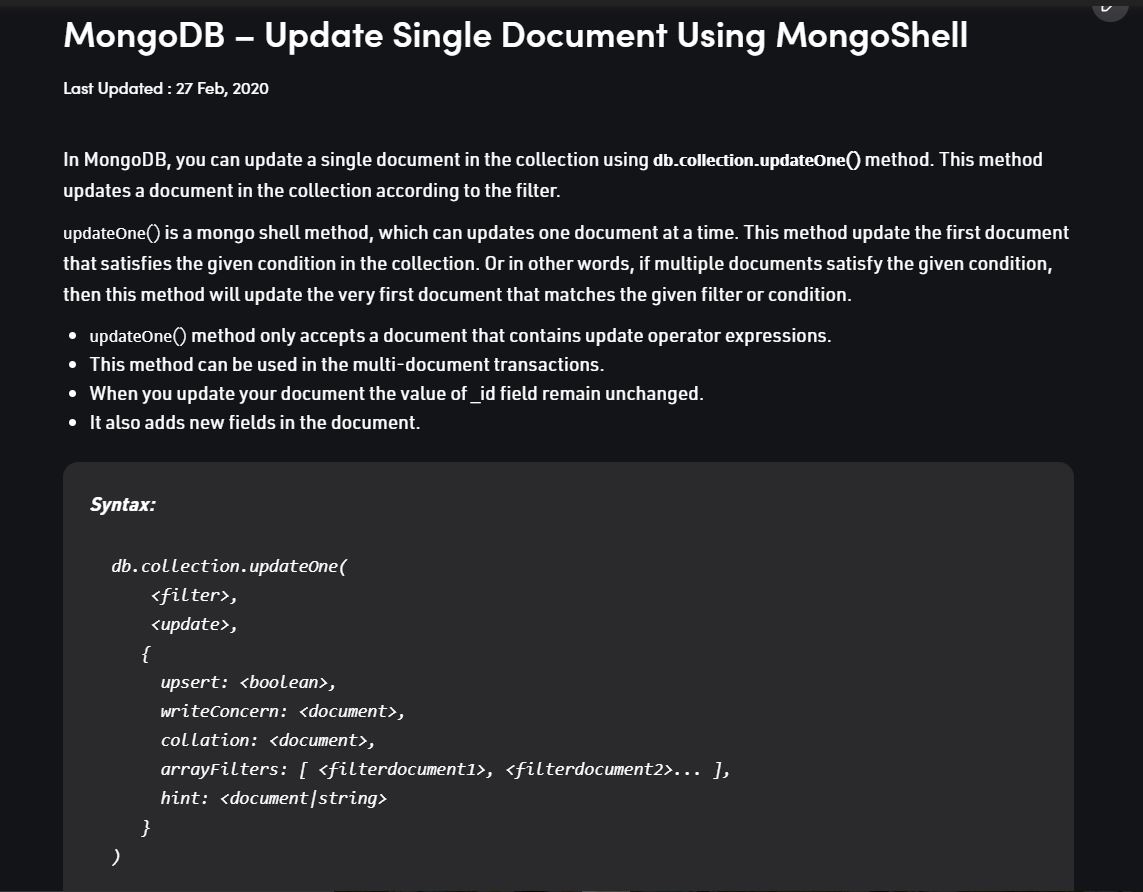 MongoDB – Update Single Document Using MongoShell
Last Updated : 27 Feb, 2020
In MongoDB, you can update a single document in the collection using db.collection.updateOne() method. This method
updates a document in the collection according to the filter.
updateOne() is a mongo shell method, which can updates one document at a time. This method update the first document
that satisfies the given condition in the collection. Or in other words, if multiple documents satisfy the given condition,
then this method will update the very first document that matches the given filter or condition.
• updateOne() method only accepts a document that contains update operator expressions.
• This method can be used in the multi-document transactions.
• When you update your document the value of _id field remain unchanged.
• It also adds new fields in the document.
Syntax:
db.collection.updateOne(
<filter>,
<update>,
{
upsert: <boolean>,
writeConcern: <document>,
collation: <document>,
arrayFilters: [ <filterdocument1>, <filterdocument2>... ],
hint: <document|string>
}
)